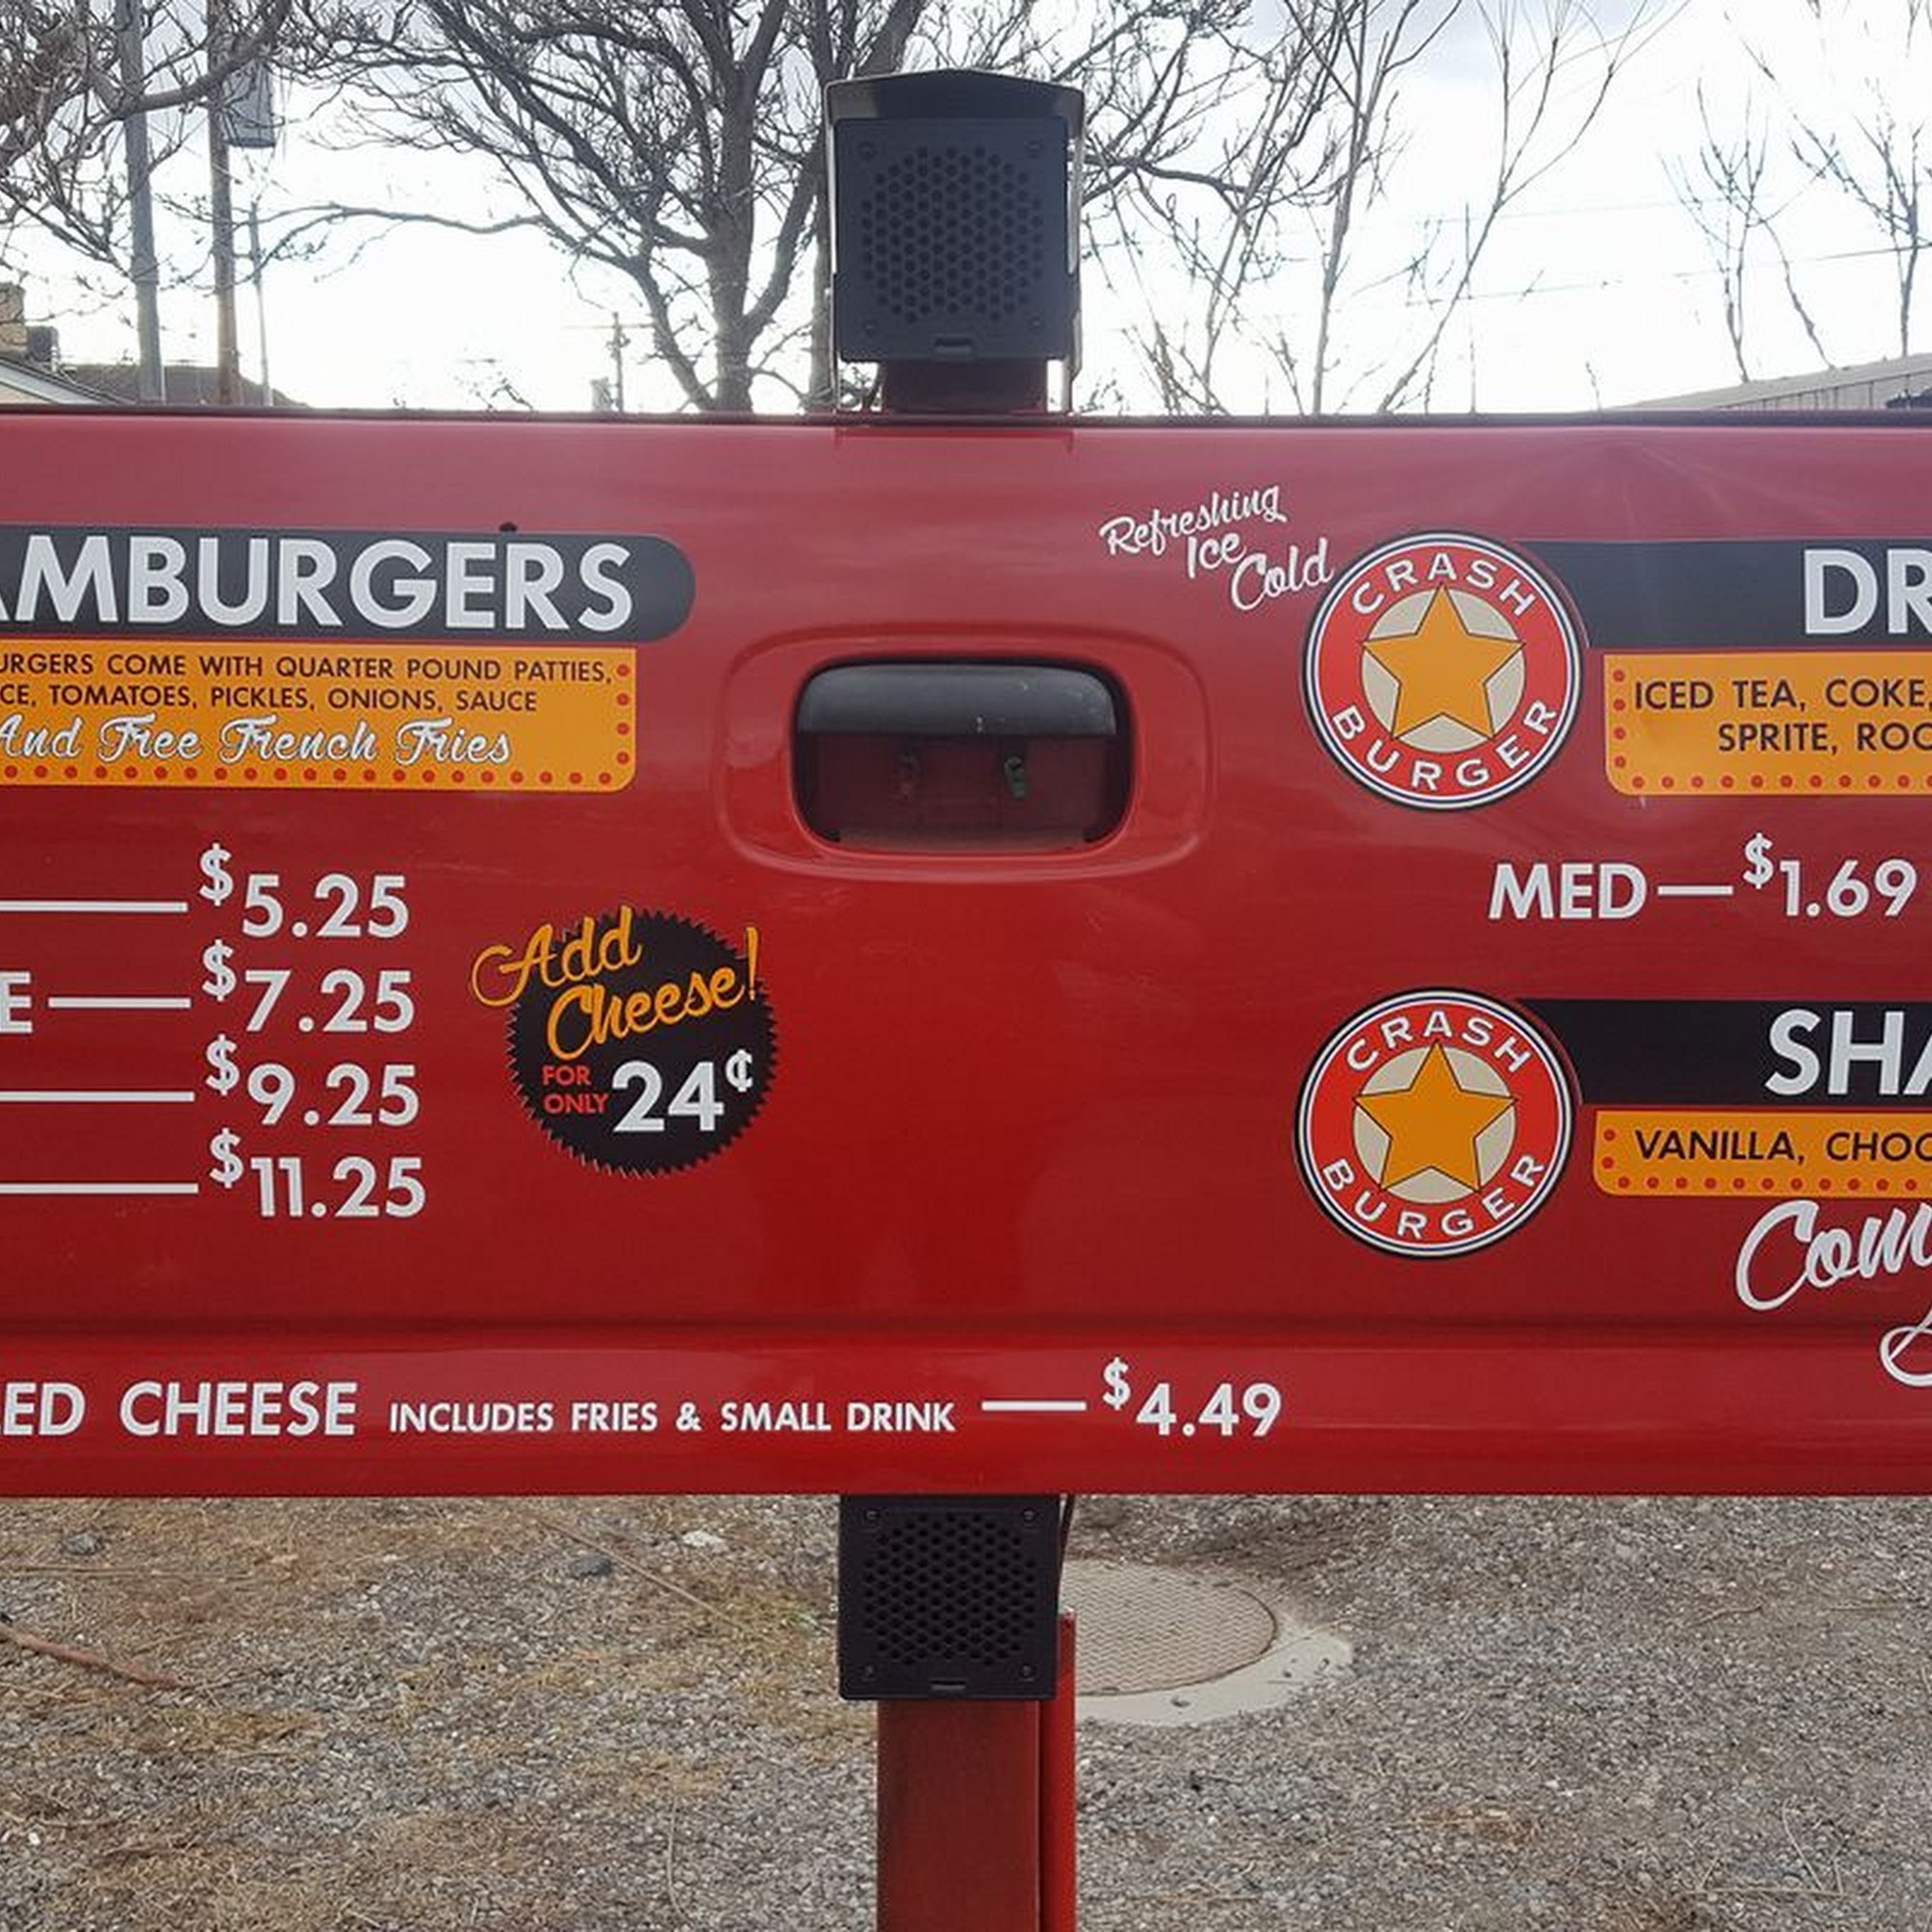 AMBURGERS
URGERS COME WITH QUARTER POUND PATTIES,
CE, TOMATOES, PICKLES, ONIONS, SAUCE
And Free French Fries
$5.25
E $7.25
$9.25
$11.25
Add
Cheese!
FOR
ONLY 24¢
ED CHEESE INCLUDES FRIES & SMALL DRINK $4.49
Refreshing
Ice
Cold
CRASH
BURGER
DR
ICED TEA, COKE,
SPRITE, ROO
MED—$1.69
CRASH
BURGER
SHA
VANILLA, CHOC
Com